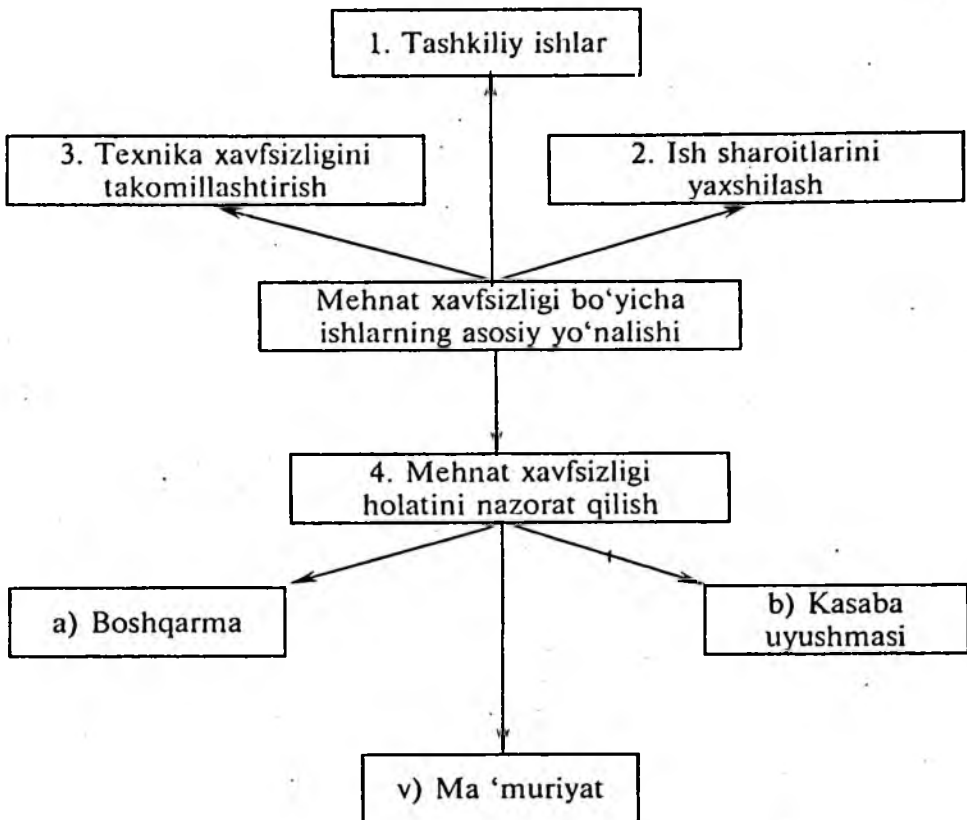 1. Tashkiliy ishlar
3. Texnika xavfsizligini
takomillashtirish
2. Ish sharoitlarini
yaxshilash
Mehnat xavfsizligi bo‘yicha
ishlarning asosiy yo‘nalishi
4. Mehnat xavfsizligi
holatini nazorat qilish
a) Boshqarma
b) Kasaba
uyushmasi
v) Ma ‘muriyat